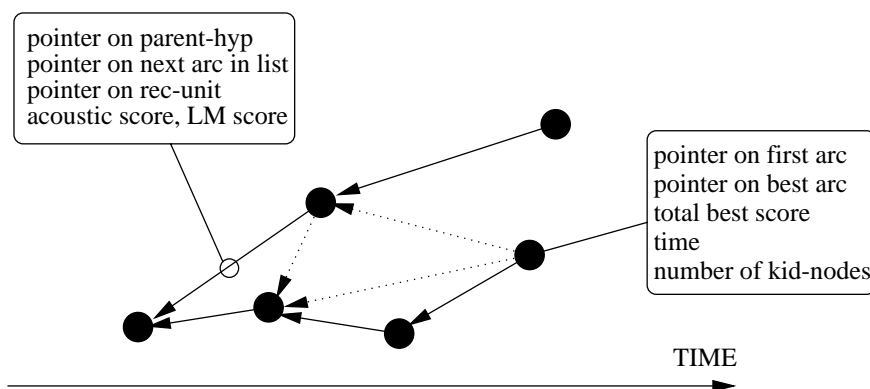 pointer on parent-hyp
pointer on next arc in list
pointer on rec-unit
acoustic score, LM score
pointer on first arc
pointer on best arc
total best score
time
number of kid-nodes
TIME